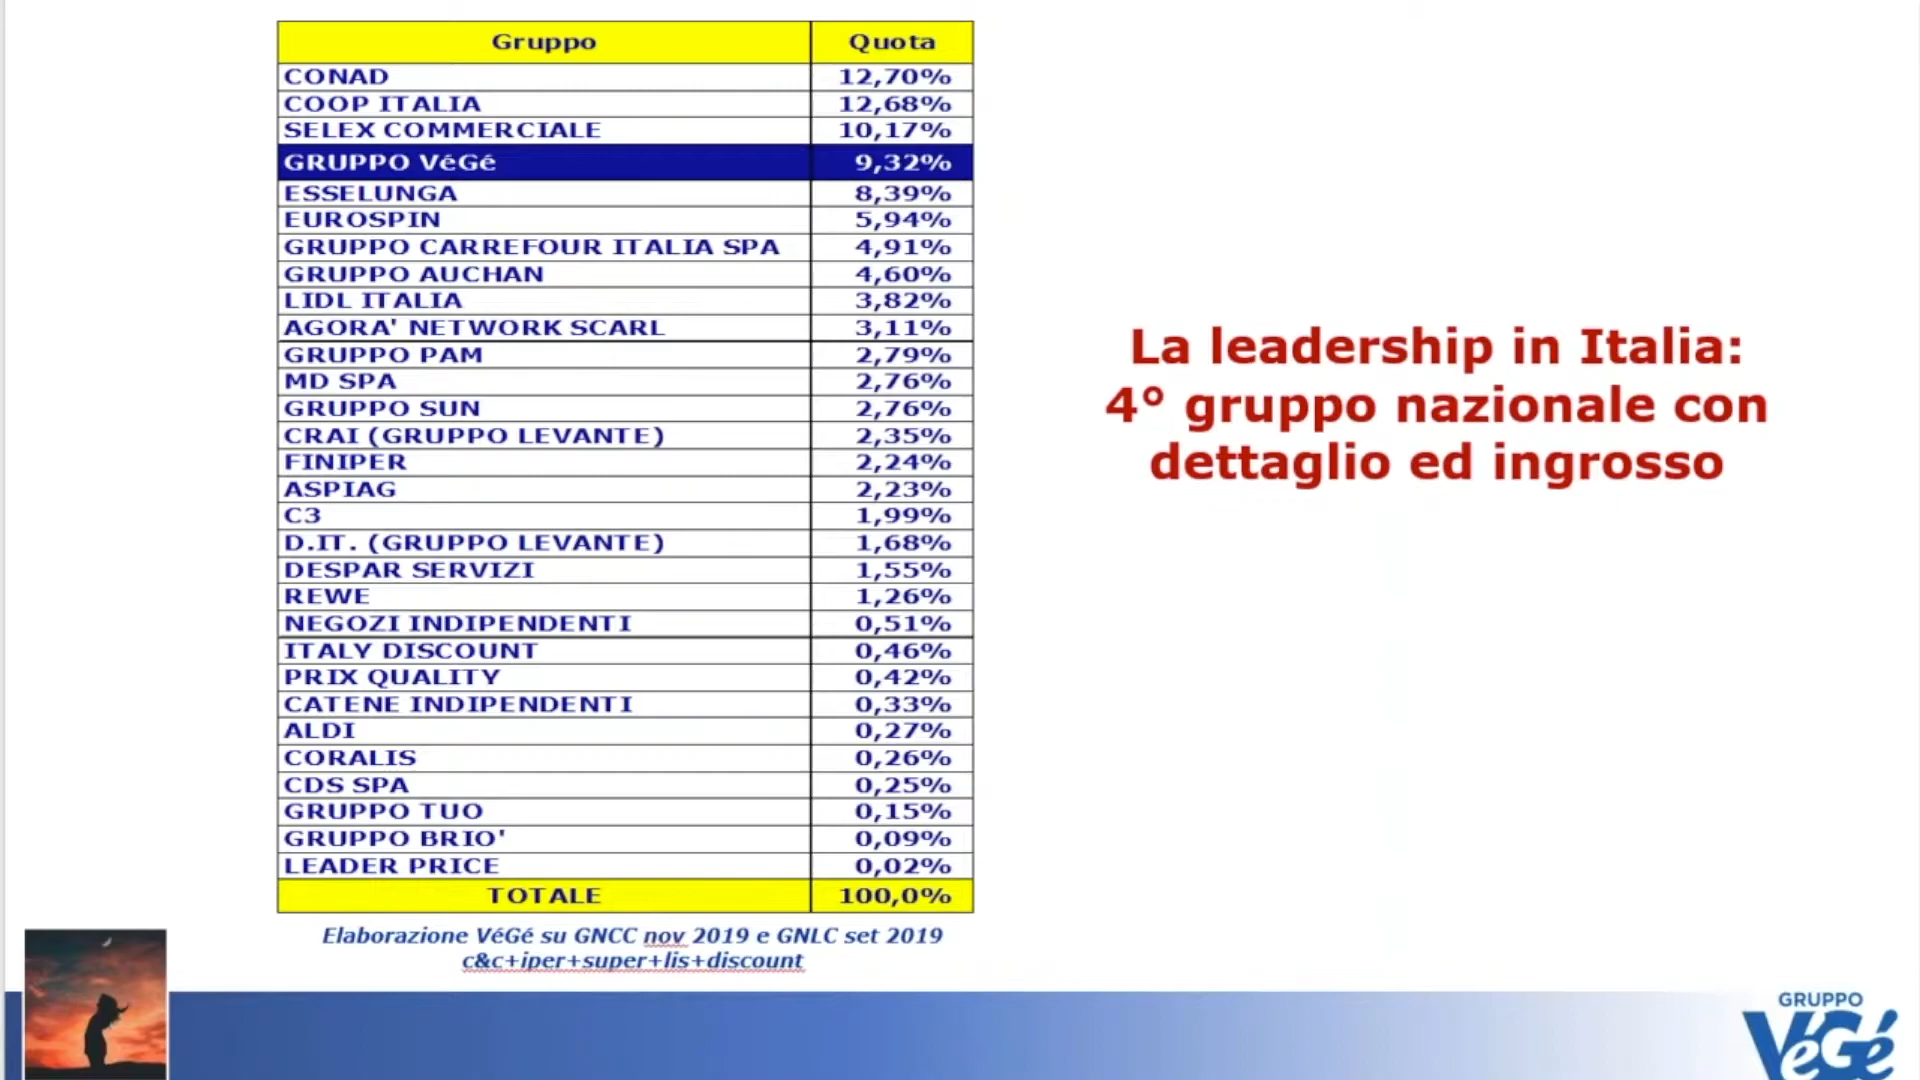 Gruppo Quota
CONAD 12,70%
COOP ITALIA 12,68%
SELEX COMMERCIALE 10,17%
GRUPPO VéGé 9,32%
ESSELUNGA 8,39%
EUROSPIN 5,94%
GRUPPO CARREFOUR ITALIA SPA 4,91%
GRUPPO AUCHAN 4,60%
LIDL ITALIA 3,82%
AGORA' NETWORK SCARL 3,11%
GRUPPO PAM 2,79%
MD SPA 2,76%
GRUPPO SUN 2,76%
CRAI (GRUPPO LEVANTE) 2,35%
FINIPER 2,24%
ASPIAG 2,23%
C3 1,99%
D.IT. (GRUPPO LEVANTE) 1,68%
DESPAR SERVIZI 1,55%
REWE 1,26%
NEGOZI INDIPENDENTI 0,51%
ITALY DISCOUNT 0,46%
PRIX QUALITY 0,42%
CATENE INDIPENDENTI 0,33%
ALDI 0,27%
CORALIS 0,26%
CDS SPA 0,25%
GRUPPO TUO 0,15%
GRUPPO BRIO' 0,09%
LEADER PRICE 0,02%
TOTALE 100,0%
Elaborazione VéGé su GNCC nov 2019 e GNLC set 2019
c&c+iper+super+lis+discount
La leadership in Italia:
4° gruppo nazionale con
dettaglio ed ingrosso
GRUPPO
VéGé